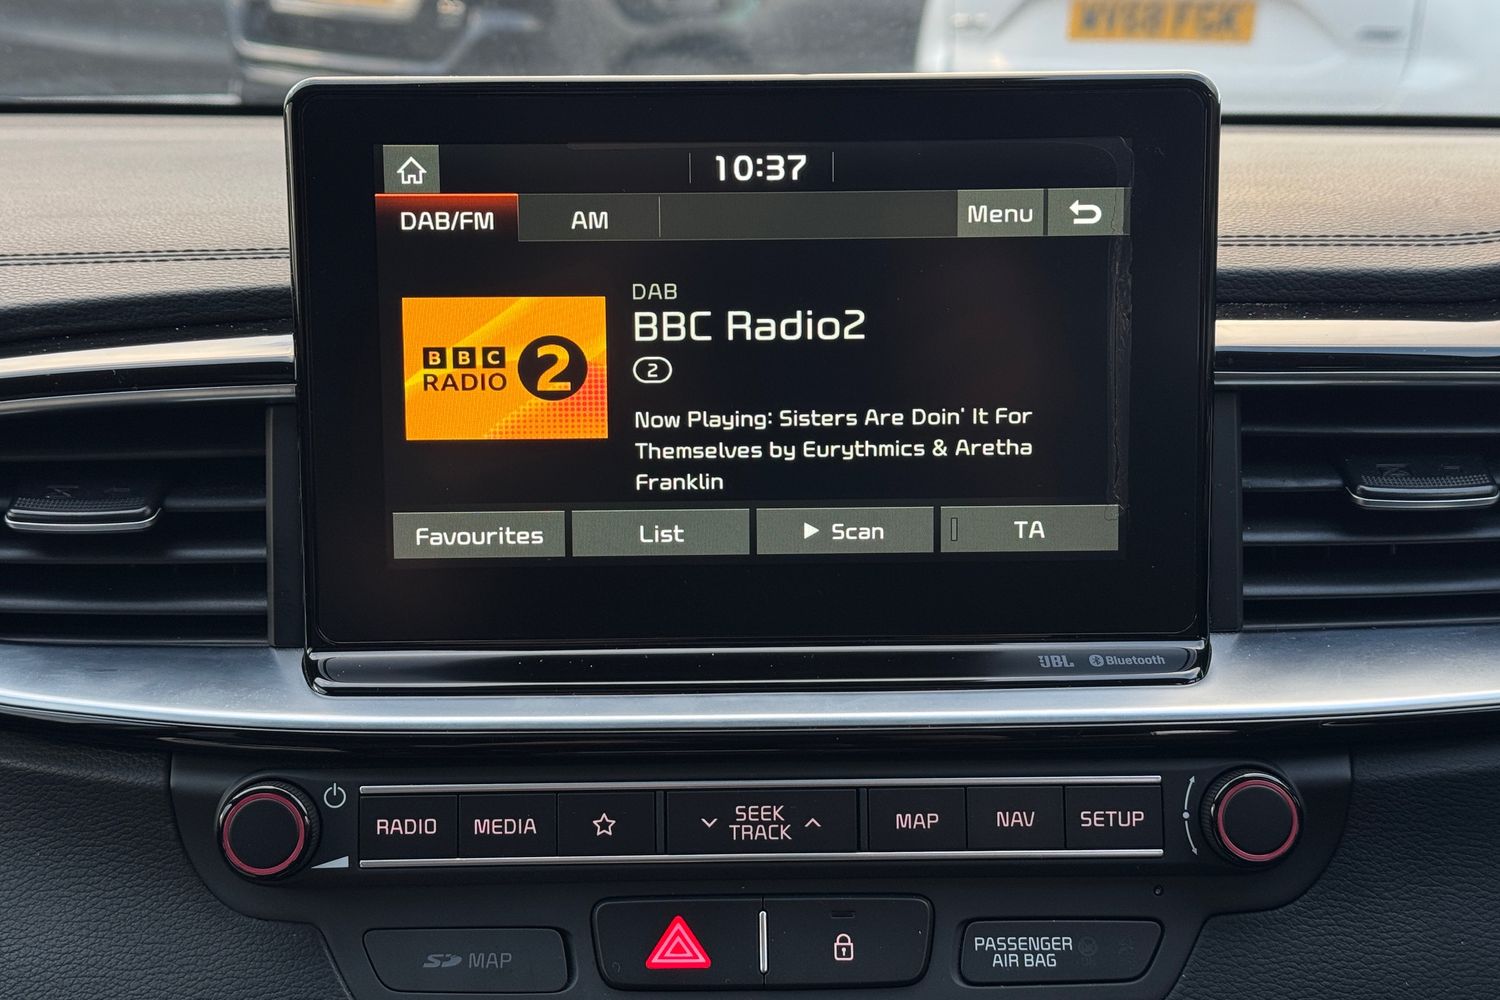 10:37
DAB/FM AM Menu
DAB
BBC Radio2
2
BBC
RADIO 2
Now Playing: Sisters Are Doin' It For
Themselves by Eurythmics & Aretha
Franklin
Favourites List Scan TA
JBL Bluetooth
RADIO MEDIA SEEK TRACK MAP NAV SETUP
SD MAP
PASSENGER
AIR BAG